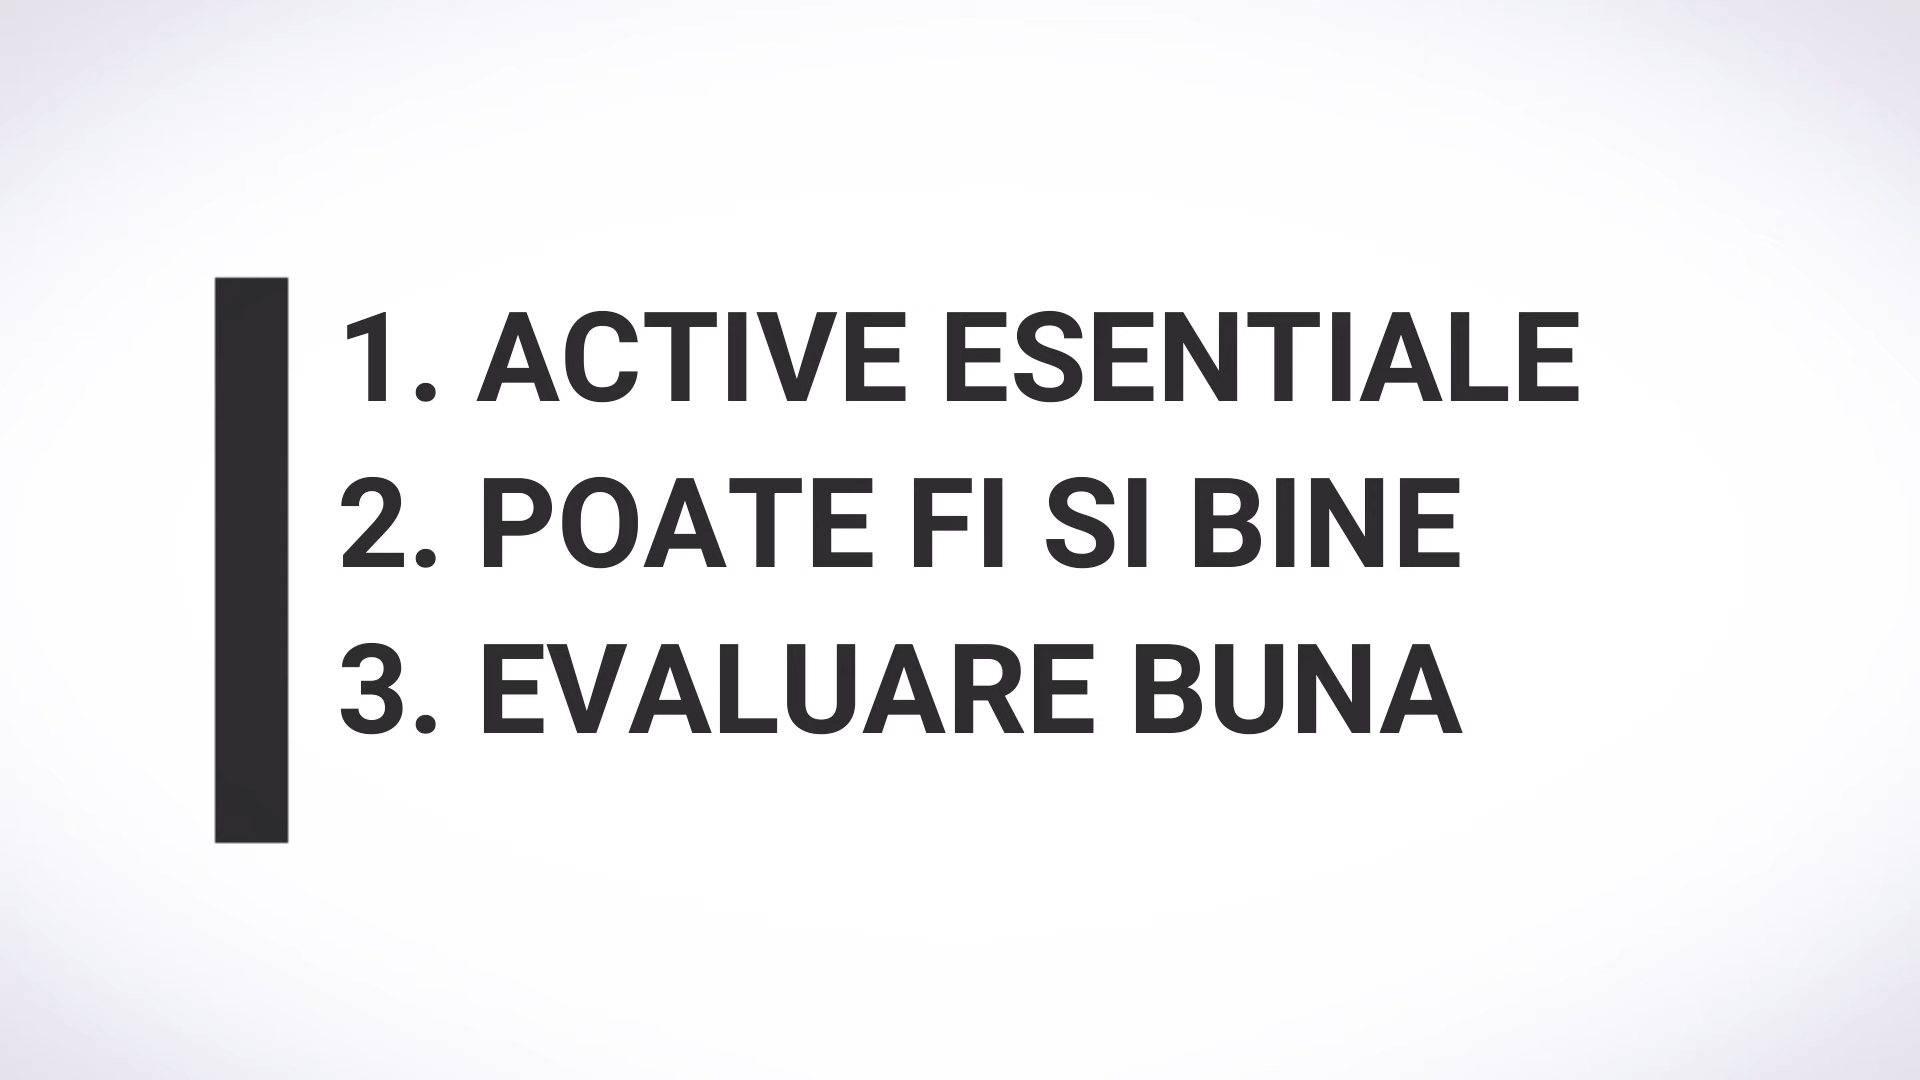 1. ACTIVE ESENTIALE
2. POATE FI SI BINE
3. EVALUARE BUNA